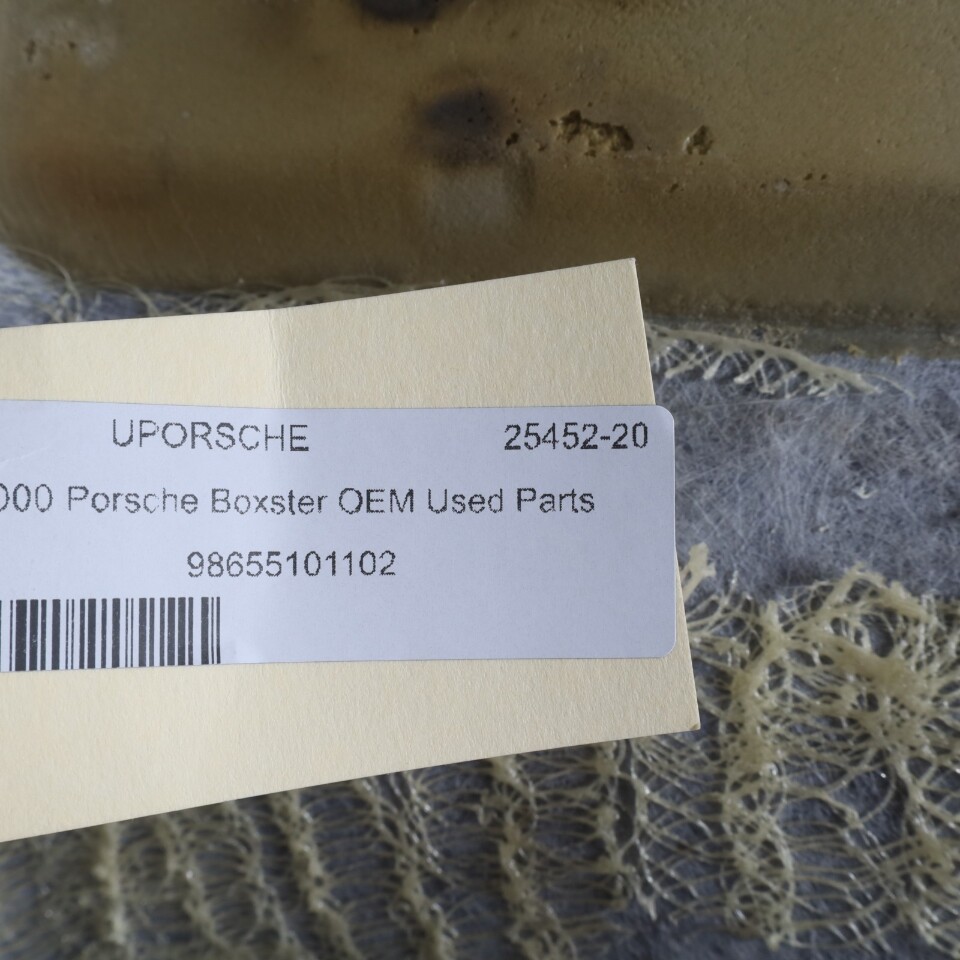 UPORSCHE 25452-20
000 Porsche Boxster OEM Used Parts
98655101102